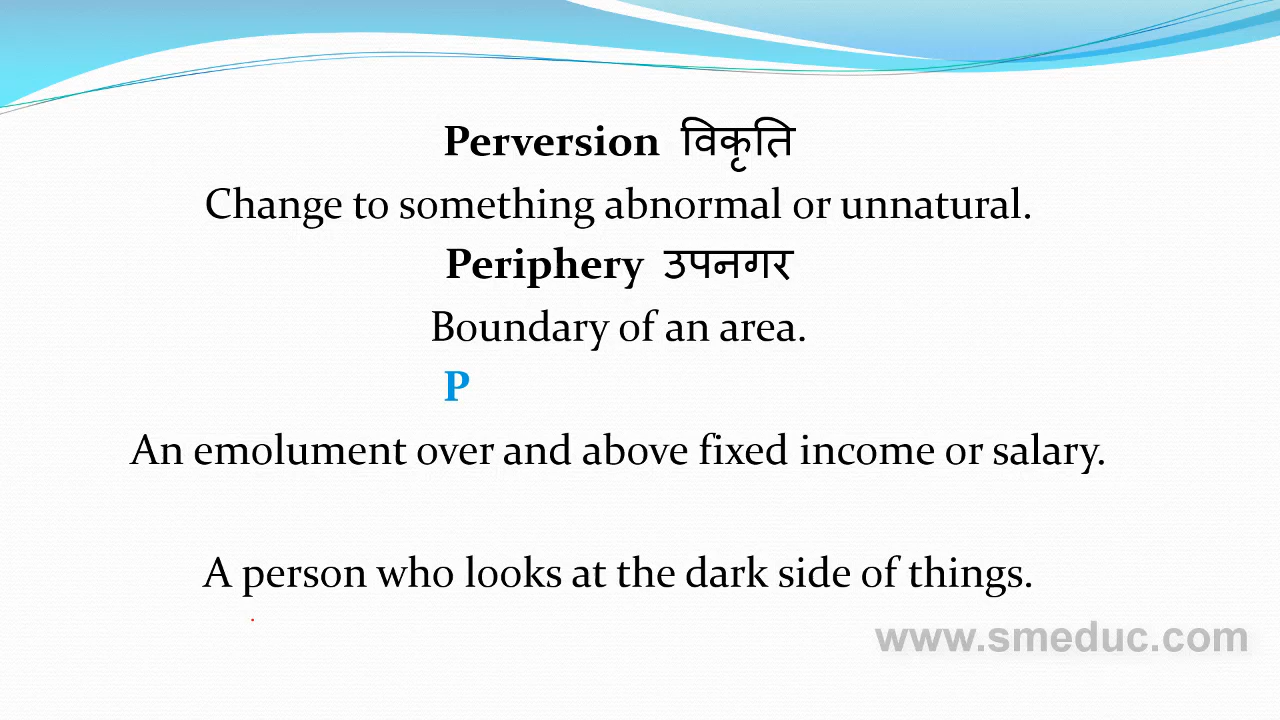 Perversion विकृति
Change to something abnormal or unnatural.
Periphery उपनगर
Boundary of an area.
P
An emolument over and above fixed income or salary.
A person who looks at the dark side of things.
www.smeduc.com